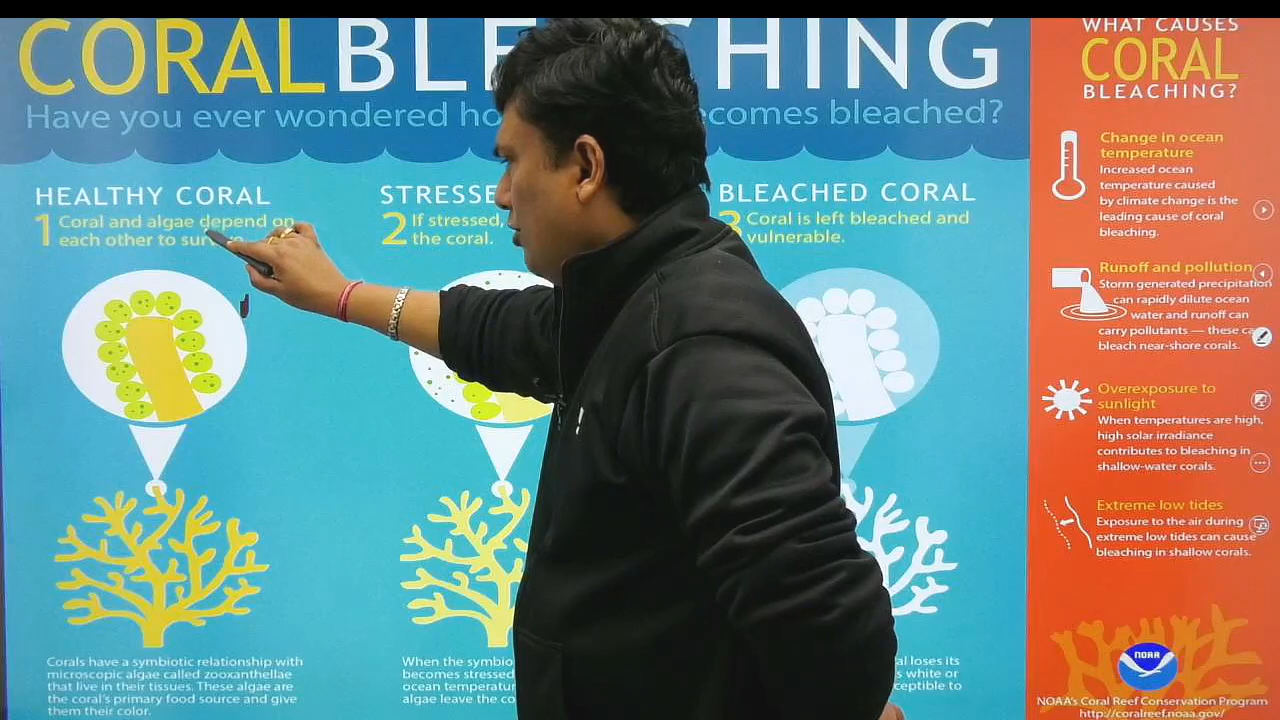 CORAL BLE CHING
Have you ever wondered ho ecomes bleached?
HEALTHY CORAL
1 Coral and algae depend on
each other to
STRESSE
2 If stressed,
the coral.
BLEACHED CORAL
3 Coral is left bleached and
vulnerable.
Corals have a symbiotic relationship with
microscopic algae called zooxanthellae
that live in their tissues. These algae are
the coral's primary food source and give
them their color.
When the symbio
becomes stressed
ocean temperatur
algae leave the co
al loses its
s white or
ceptible to
WHAT CAUSES
CORAL
BLEACHING?
Change in ocean
temperature
Increased ocean
temperature caused
by climate change is the
leading cause of coral
bleaching.
Runoff and pollution
Storm generated precipitation
can rapidly dilute ocean
water and runoff can
carry pollutants — these ca
bleach near-shore corals.
Overexposure to
sunlight
When temperatures are high,
high solar irradiance
contributes to bleaching in
shallow-water corals.
Extreme low tides
Exposure to the air during
extreme low tides can cause
bleaching in shallow corals.
NOAA
NOAA's Coral Reef Conservation Program
http://coralreef.noaa.gov/